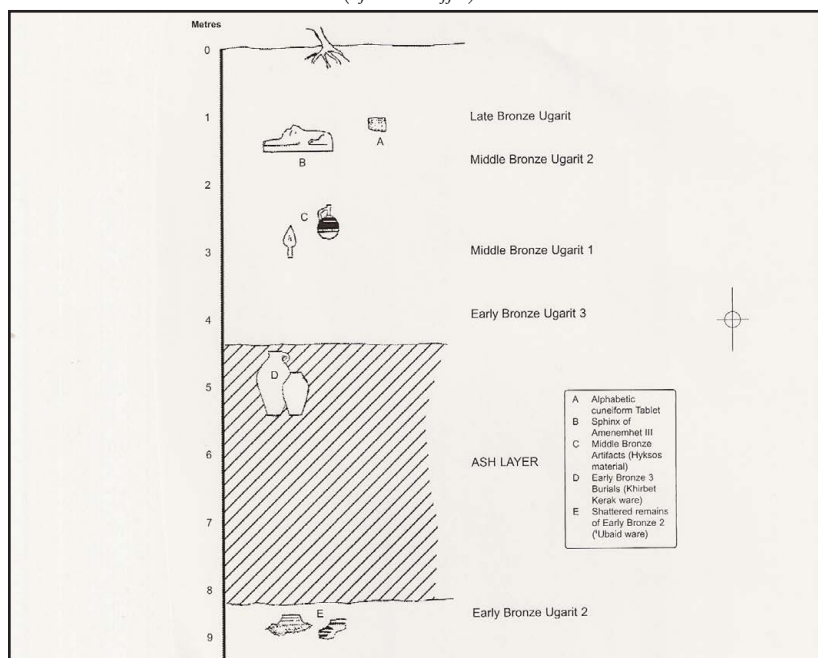 Metres
0
1
Late Bronze Ugarit
A
B
Middle Bronze Ugarit 2
2
C
3
Middle Bronze Ugarit 1
4
Early Bronze Ugarit 3
D
5
A Alphabetic
cuneiform Tablet
B Sphinx of
Amenemhet III
C Middle Bronze
Artifacts (Hyksos
material)
D Early Bronze 3
Burials (Khirbet
Kerak ware)
E Shattered remains
of Early Bronze 2
('Ubaid ware)
6
ASH LAYER
7
8
E
Early Bronze Ugarit 2
9